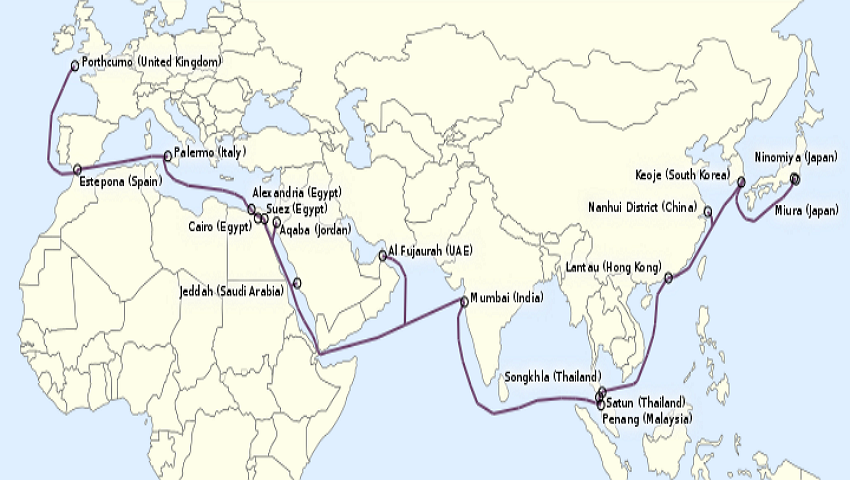 Porthcurno (United Kingdom)
Palermo (Italy)
Estepona (Spain)
Alexandria (Egypt)
Suez (Egypt)
Cairo (Egypt)
Aqaba (Jordan)
Al Fujaurah (UAE)
Jeddah (Saudi Arabia)
Mumbai (India)
Ninomiya (Japan)
Keoje (South Korea)
Miura (Japan)
Nanhui District (China)
Lantau (Hong Kong)
Songkhla (Thailand)
Satun (Thailand)
Penang (Malaysia)